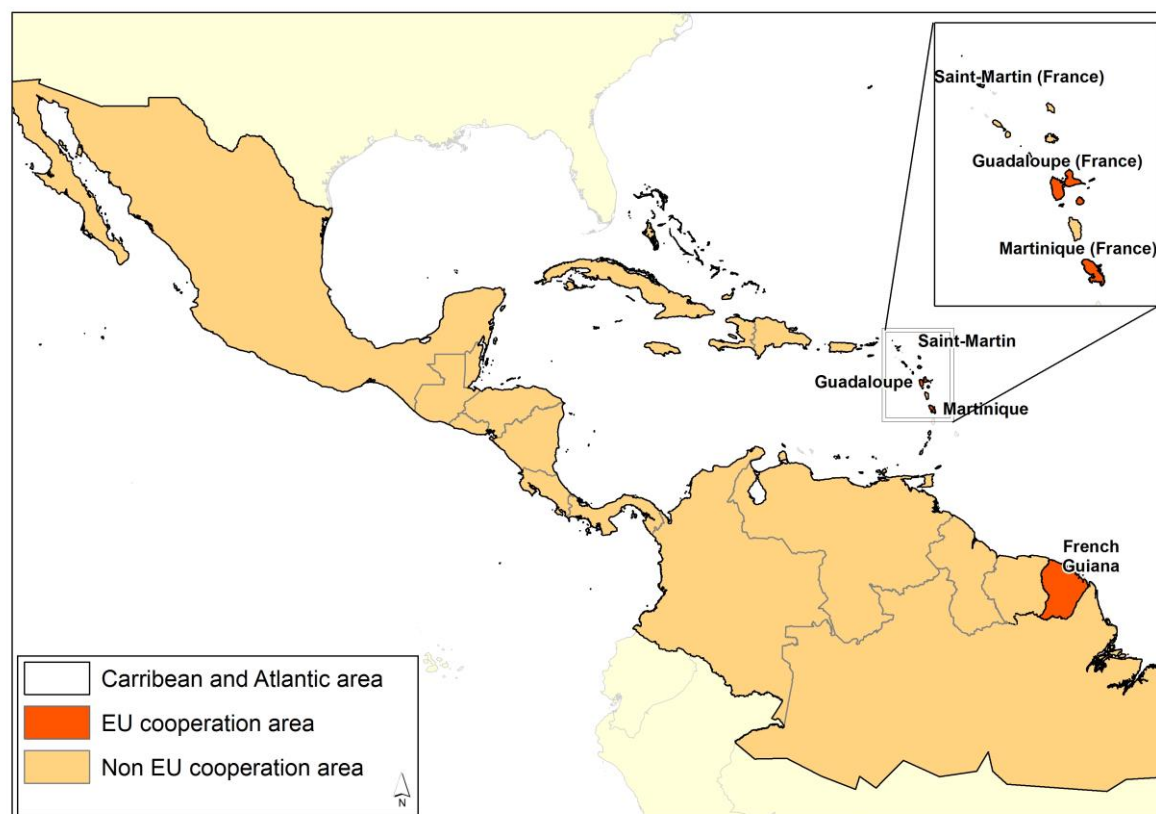 Saint-Martin (France)
Guadaloupe (France)
Martinique (France)
Saint-Martin
Guadaloupe
Martinique
French
Guiana
Carribean and Atlantic area
EU cooperation area
Non EU cooperation area
N